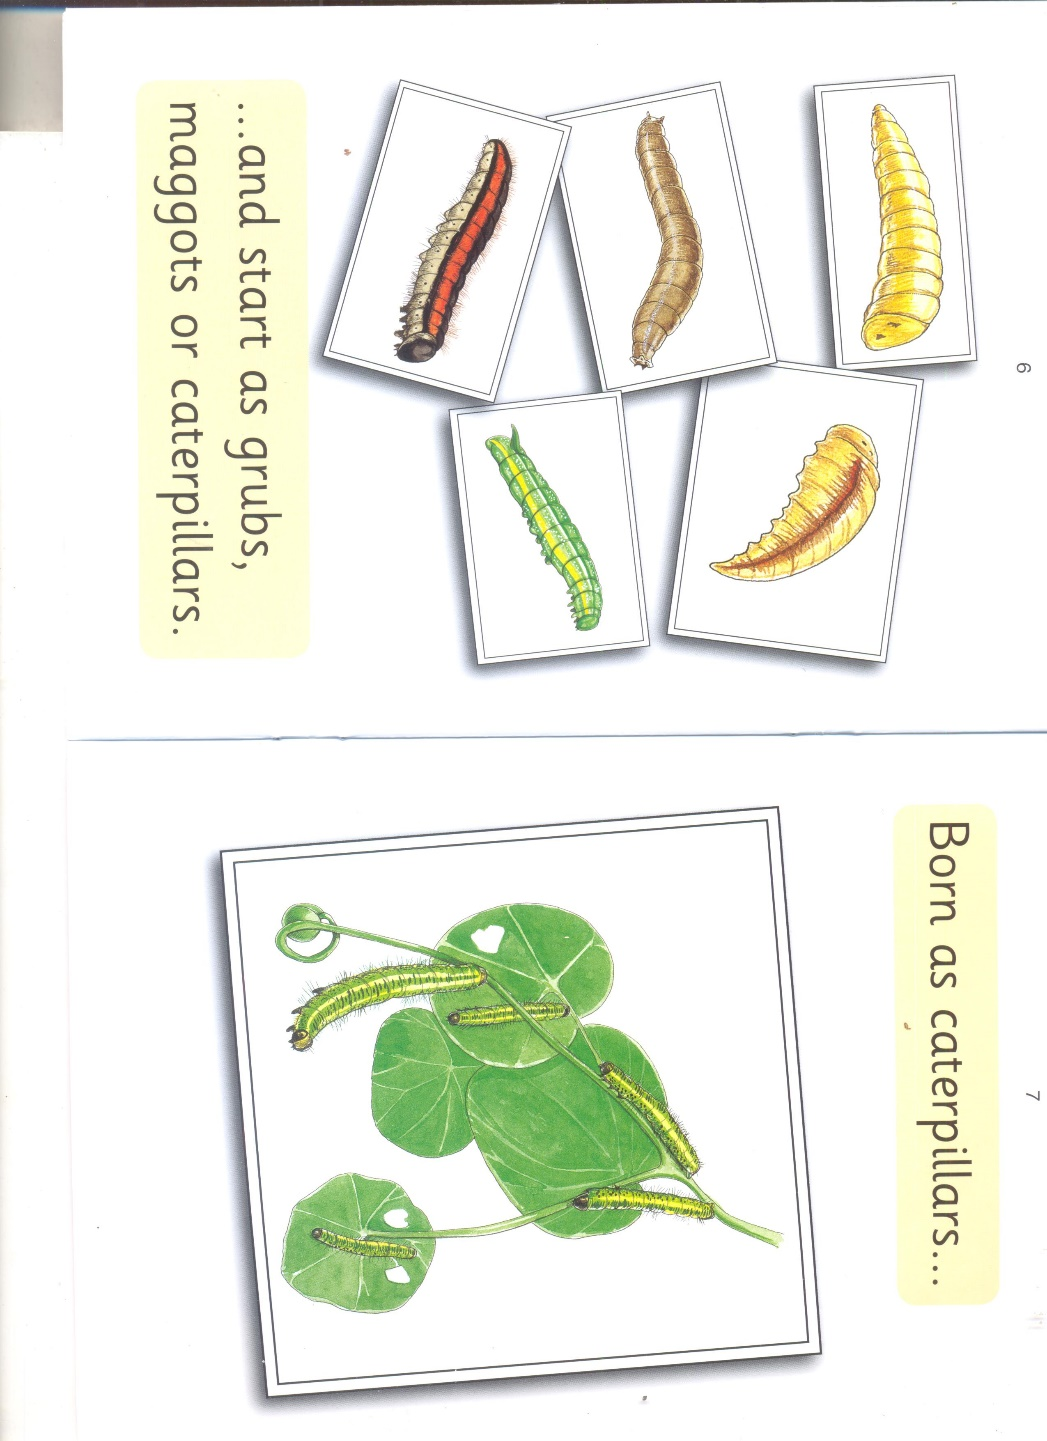 6
...and start as grubs,
maggots or caterpillars.
7
Born as caterpillars...